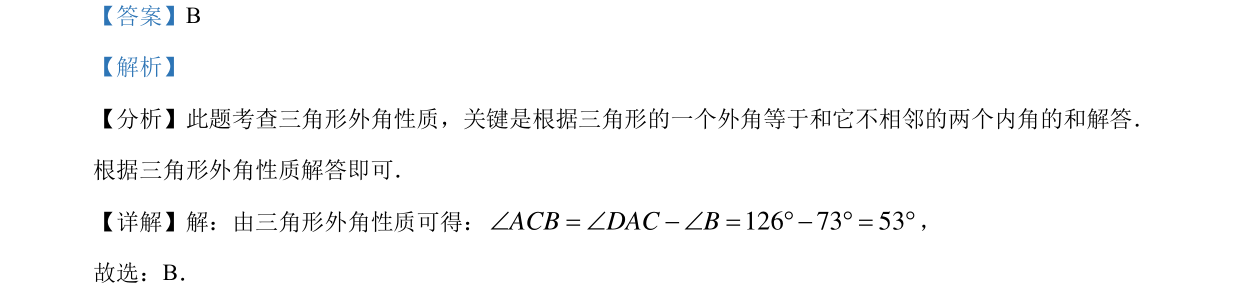 【答案】B
【解析】
【分析】此题考查三角形外角性质，关键是根据三角形的一个外角等于和它不相邻的两个内角的和解答．
根据三角形外角性质解答即可．
【详解】解：由三角形外角性质可得：∠ACB = ∠DAC − ∠B = 126° − 73° = 53°，
故选：B．